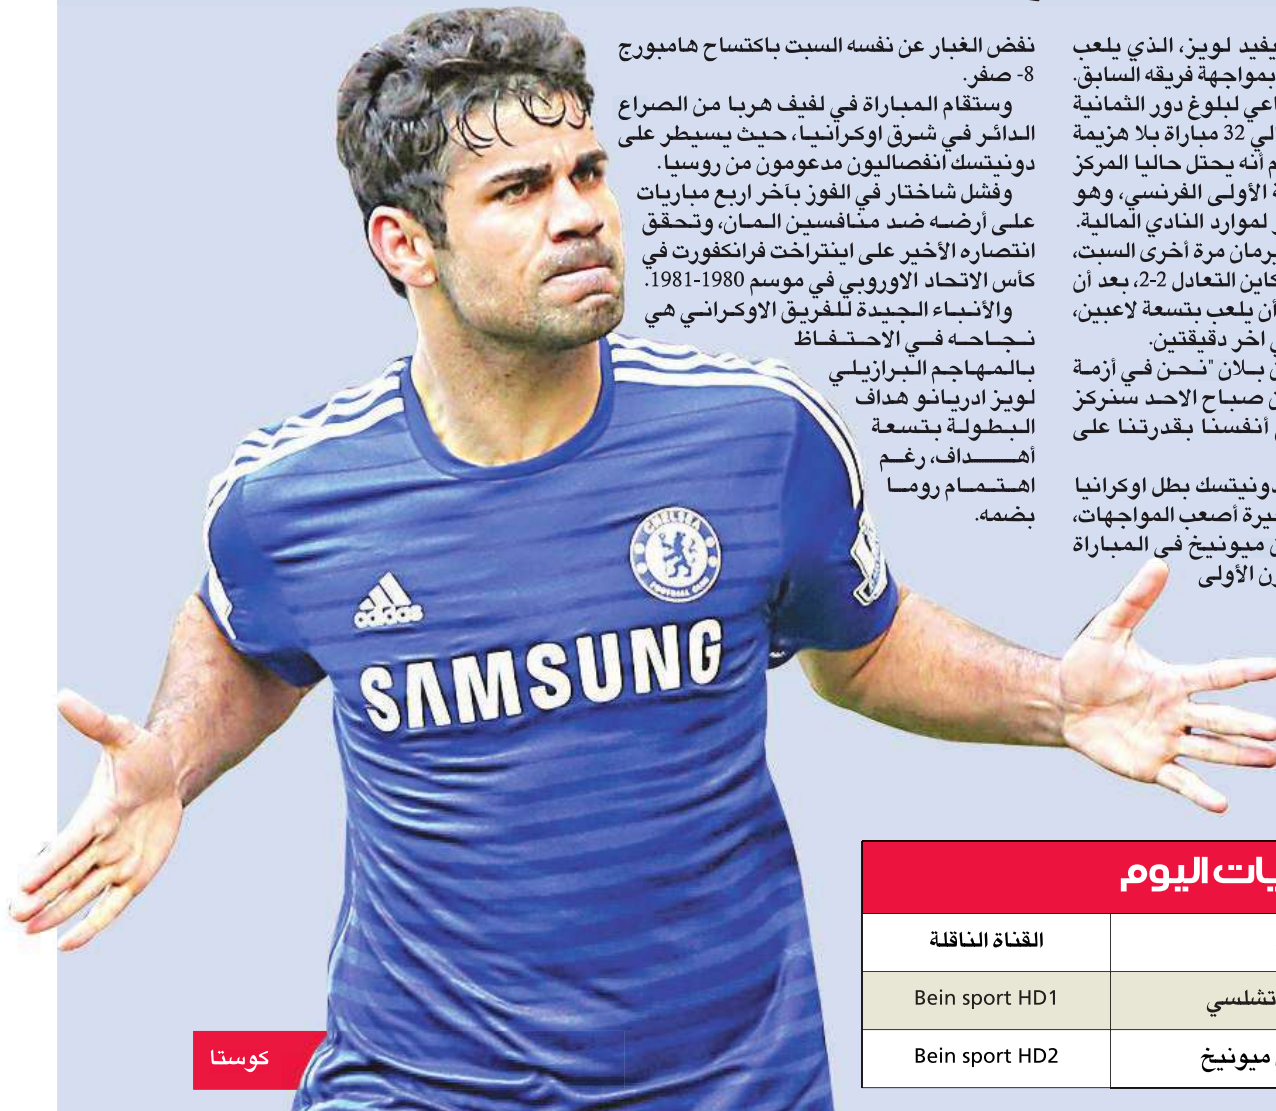 يفيد لويز، الذي يلعب
بمواجهة فريقه السابق.
اعي لبلوغ دور الثمانية
لي 32 مباراة بلا هزيمة
م أنه يحتل حاليا المركز
ة الأولى الفرنسي، وهو
لموارد النادي المالية.
يرمان مرة أخرى السبت،
كاين التعادل 2-2، بعد أن
أن يلعب بتسعة لاعبين،
ي اخر دقيقتين.
ن بلان "نحن في أزمة
ن صباح الاحد سنركز
أنفسنا بقدرتنا على
دونيتسك بطل اوكرانيا
يرة أصعب المواجهات،
ميونيخ في المباراة
ون الأولى
نفض الغبار عن نفسه السبت باكتساح هامبورج
8- صفر.
وستقام المباراة في لفيف هربا من الصراع
الدائر في شرق اوكرانيا، حيث يسيطر على
دونيتسك انفصاليون مدعومون من روسيا.
وفشل شاختار في الفوز بآخر اربع مباريات
على أرضه ضد منافسين المان، وتحقق
انتصاره الأخير على اينتراخت فرانكفورت في
كأس الاتحاد الاوروبي في موسم 1980-1981.
والأنباء الجيدة للفريق الاوكراني هي
نجاحه في الاحتفاظ
بالمهاجم البرازيلي
لويز ادريانو هداف
البطولة بتسعة
أهداف، رغم
اهتمام روما
بضمه.
CHELSEA
FOOTBALL CLUB
adidas
SAMSUNG
يات اليوم
القناة الناقلة
تشلسي Bein sport HD1
ميونيخ Bein sport HD2
كوستا